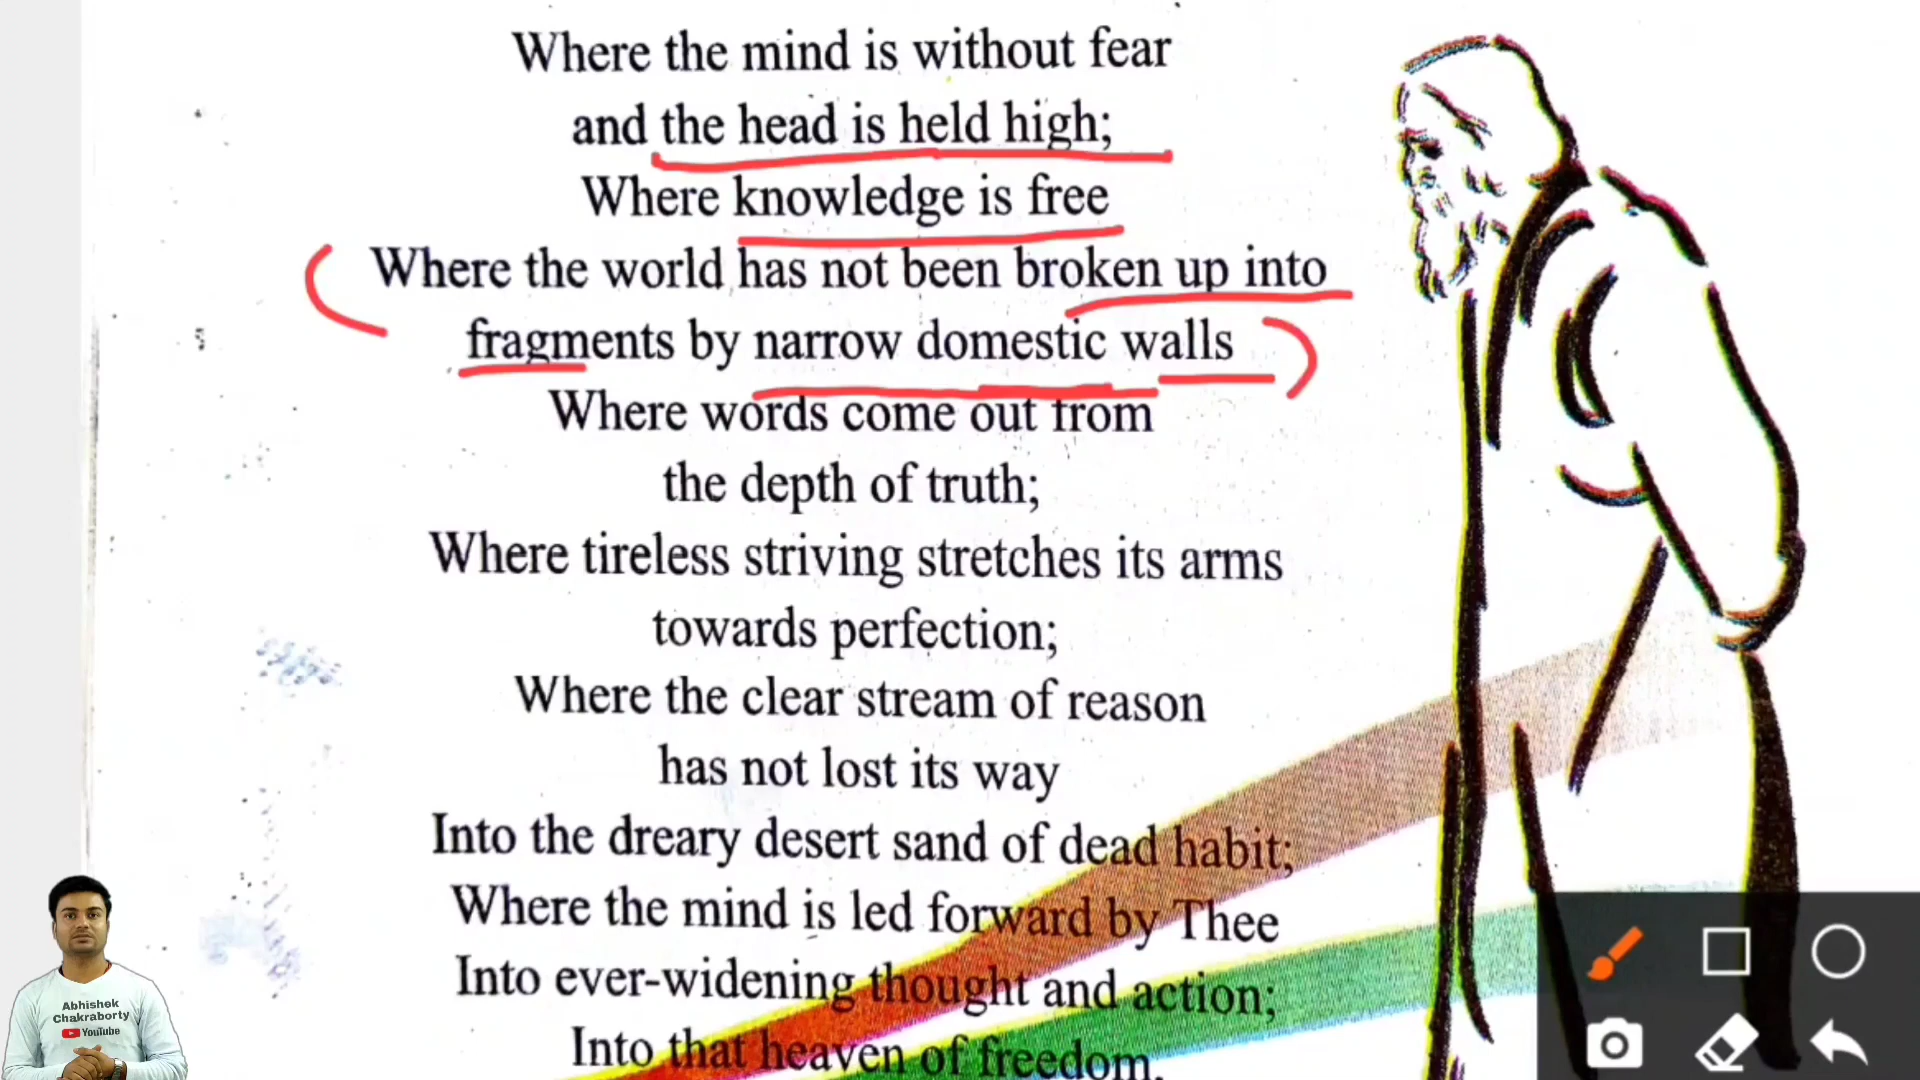 Where the mind is without fear
and the head is held high;
Where knowledge is free
Where the world has not been broken up into
fragments by narrow domestic walls
Where words come out from
the depth of truth;
Where tireless striving stretches its arms
towards perfection;
Where the clear stream of reason
has not lost its way
Into the dreary desert sand of dead habit;
Where the mind is led forward by Thee
Into ever-widening thought and action;
Into that heaven of freedom,
Abhishek
Chakraborty
YouTube